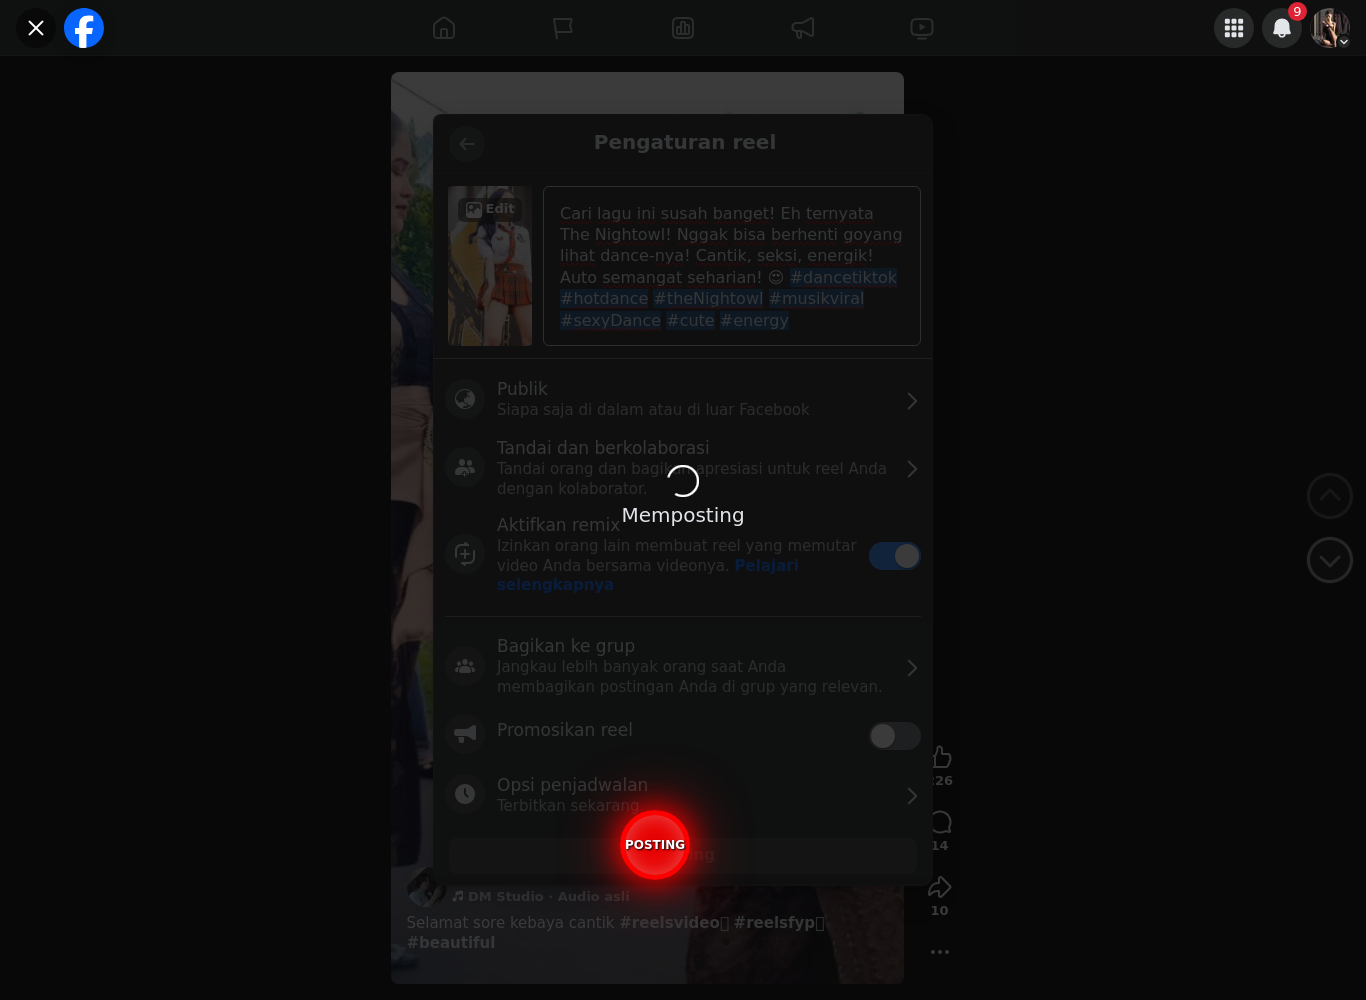 9
Pengaturan reel
Edit
Cari lagu ini susah banget! Eh ternyata
The Nightowl! Nggak bisa berhenti goyang
lihat dance-nya! Cantik, seksi, energik!
Auto semangat seharian! 😍 #dancetiktok
#hotdance #theNightowl #musikviral
#sexyDance #cute #energy
Publik
Siapa saja di dalam atau di luar Facebook
Tandai dan berkolaborasi
Tandai orang dan bagikan apresiasi untuk reel Anda
dengan kolaborator.
Memposting
Aktifkan remix
Izinkan orang lain membuat reel yang memutar
video Anda bersama videonya. Pelajari
selengkapnya
Bagikan ke grup
Jangkau lebih banyak orang saat Anda
membagikan postingan Anda di grup yang relevan.
Promosikan reel
Opsi penjadwalan
Terbitkan sekarang
POSTING
14
10
DM Studio · Audio asli
Selamat sore kebaya cantik #reelsvideo #reelsfyp
#beautiful